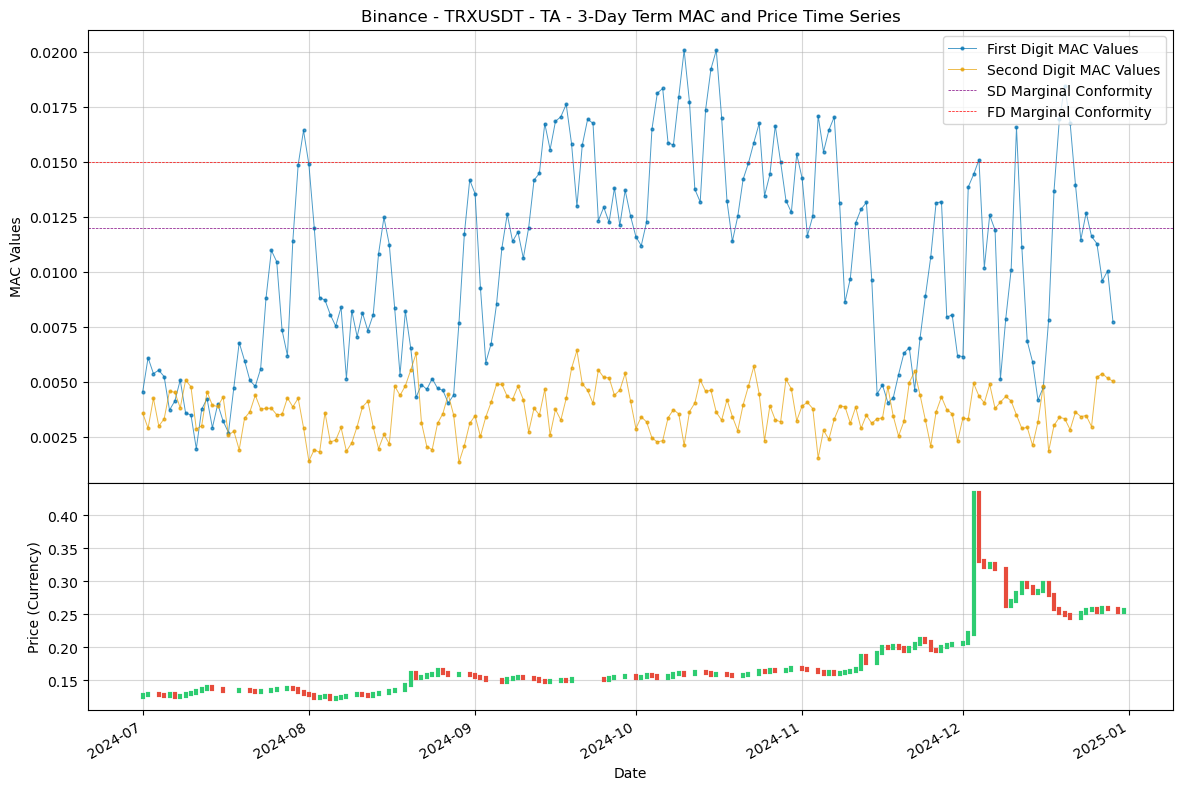 Binance - TRXUSDT - TA - 3-Day Term MAC and Price Time Series
First Digit MAC Values
Second Digit MAC Values
SD Marginal Conformity
FD Marginal Conformity
MAC Values
0.0200
0.0175
0.0150
0.0125
0.0100
0.0075
0.0050
0.0025
Price (Currency)
0.40
0.35
0.30
0.25
0.20
0.15
2024-07
2024-08
2024-09
2024-10
2024-11
2024-12
2025-01
Date